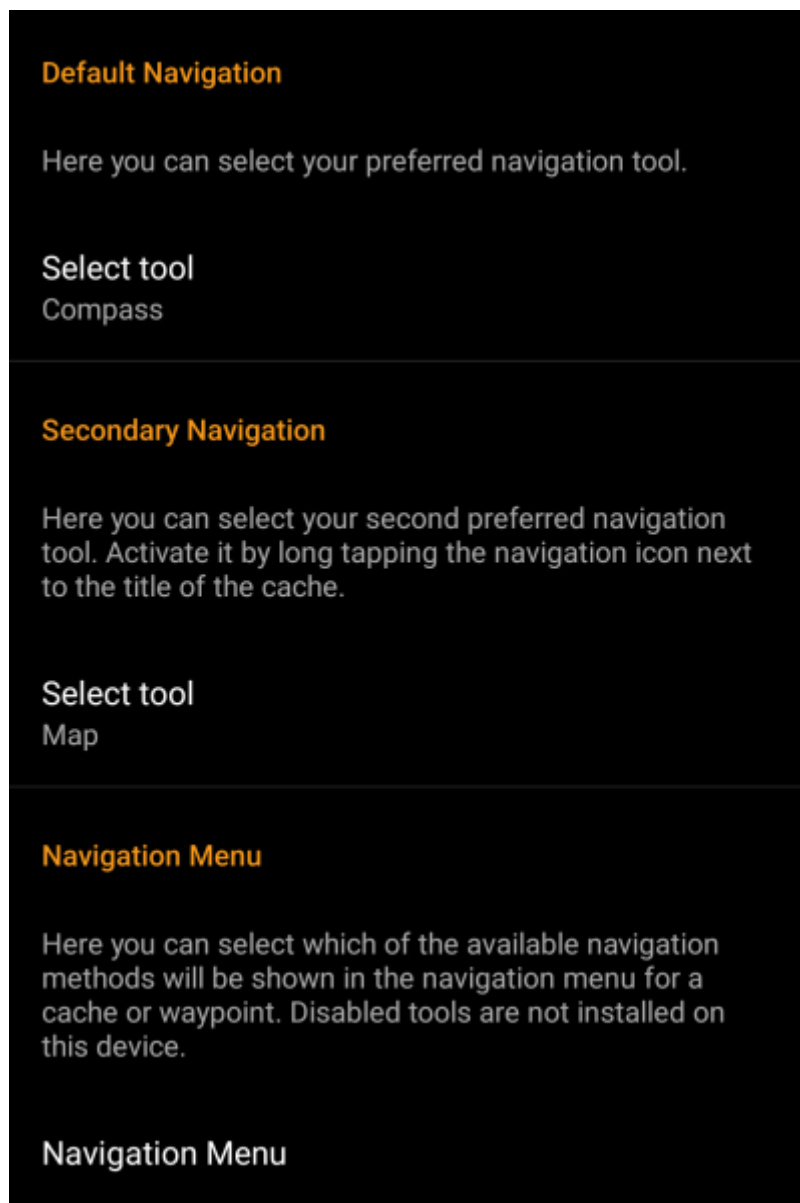 Default Navigation
Here you can select your preferred navigation tool.
Select tool
Compass
Secondary Navigation
Here you can select your second preferred navigation
tool. Activate it by long tapping the navigation icon next
to the title of the cache.
Select tool
Map
Navigation Menu
Here you can select which of the available navigation
methods will be shown in the navigation menu for a
cache or waypoint. Disabled tools are not installed on
this device.
Navigation Menu